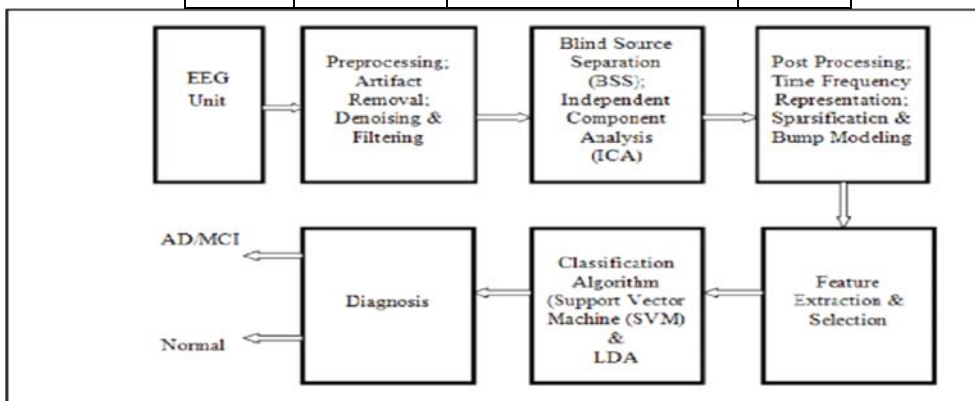 EEG
Unit
Preprocessing;
Artifact
Removal;
Denoising &
Filtering
Blind Source
Separation
(BSS);
Independent
Component
Analysis
(ICA)
Post Processing;
Time Frequency
Representation;
Sparsification &
Bump Modeling
Feature
Extraction &
Selection
Classification
Algorithm
(Support Vector
Machine (SVM)
&
LDA
Diagnosis
AD/MCI
Normal